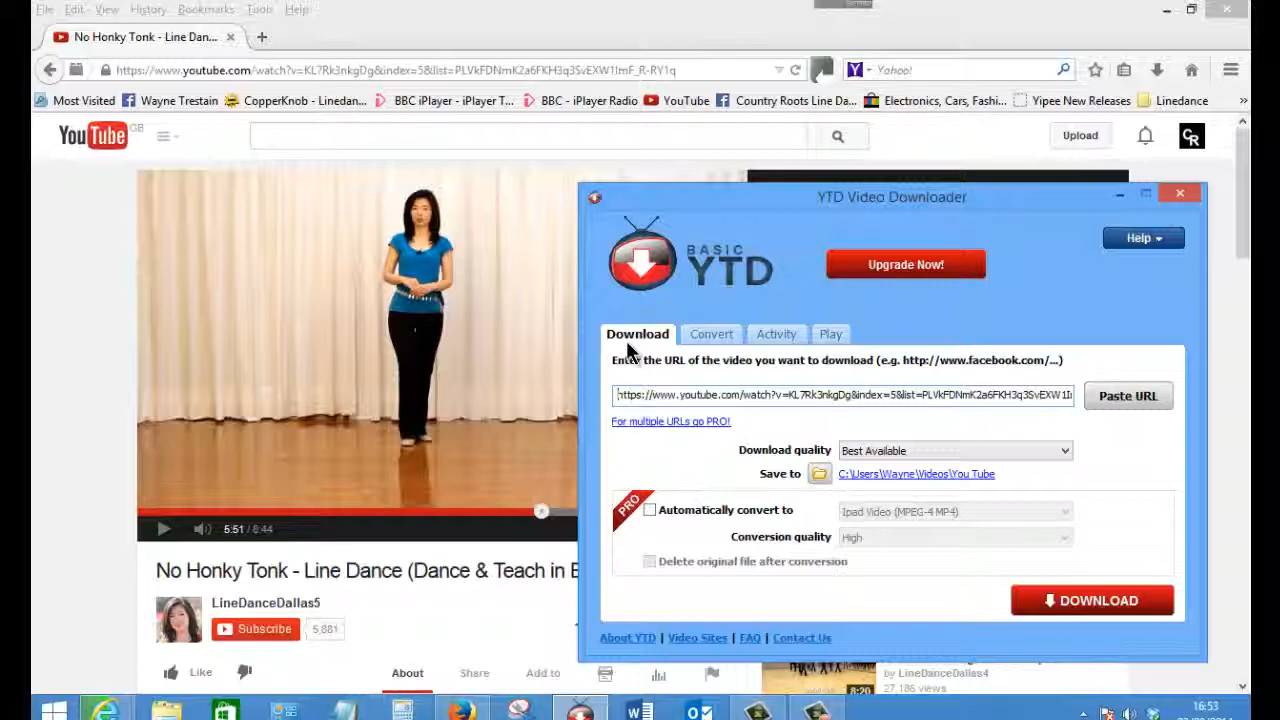 File Edit View History Bookmarks Tools Help
No Honky Tonk - Line Dan...
https://www.youtube.com/watch?v=KL7Rk3nkgDg&index=5&list=PLVkFDNmK2a6FKH3q3SvEXW1lmF_R-RY1q
Yahoo!
Most Visited Wayne Trestain CopperKnob - Linedan... BBC iPlayer - iPlayer T... BBC - iPlayer Radio YouTube Country Roots Line Da... Electronics, Cars, Fashi... Yipee New Releases Linedance
YouTube GB
Upload
CR
YTD Video Downloader
BASIC
YTD
Upgrade Now!
Help
Download Convert Activity Play
Enter the URL of the video you want to download (e.g. http://www.facebook.com/...)
https://www.youtube.com/watch?v=KL7Rk3nkgDg&index=5&list=PLVkFDNmK2a6FKH3q3SvEXW1l
Paste URL
For multiple URLs go PRO!
Download quality Best Available
Save to C:\Users\Wayne\Videos\You Tube
PRO
Automatically convert to Ipad Video (MPEG-4 MP4)
Conversion quality High
Delete original file after conversion
DOWNLOAD
About YTD | Video Sites | FAQ | Contact Us
5:51 / 8:44
No Honky Tonk - Line Dance (Dance & Teach in E
LineDanceDallas5
Subscribe 5,881
Like
About Share Add to
by LineDanceDallas4
27,186 views
8:20
16:53